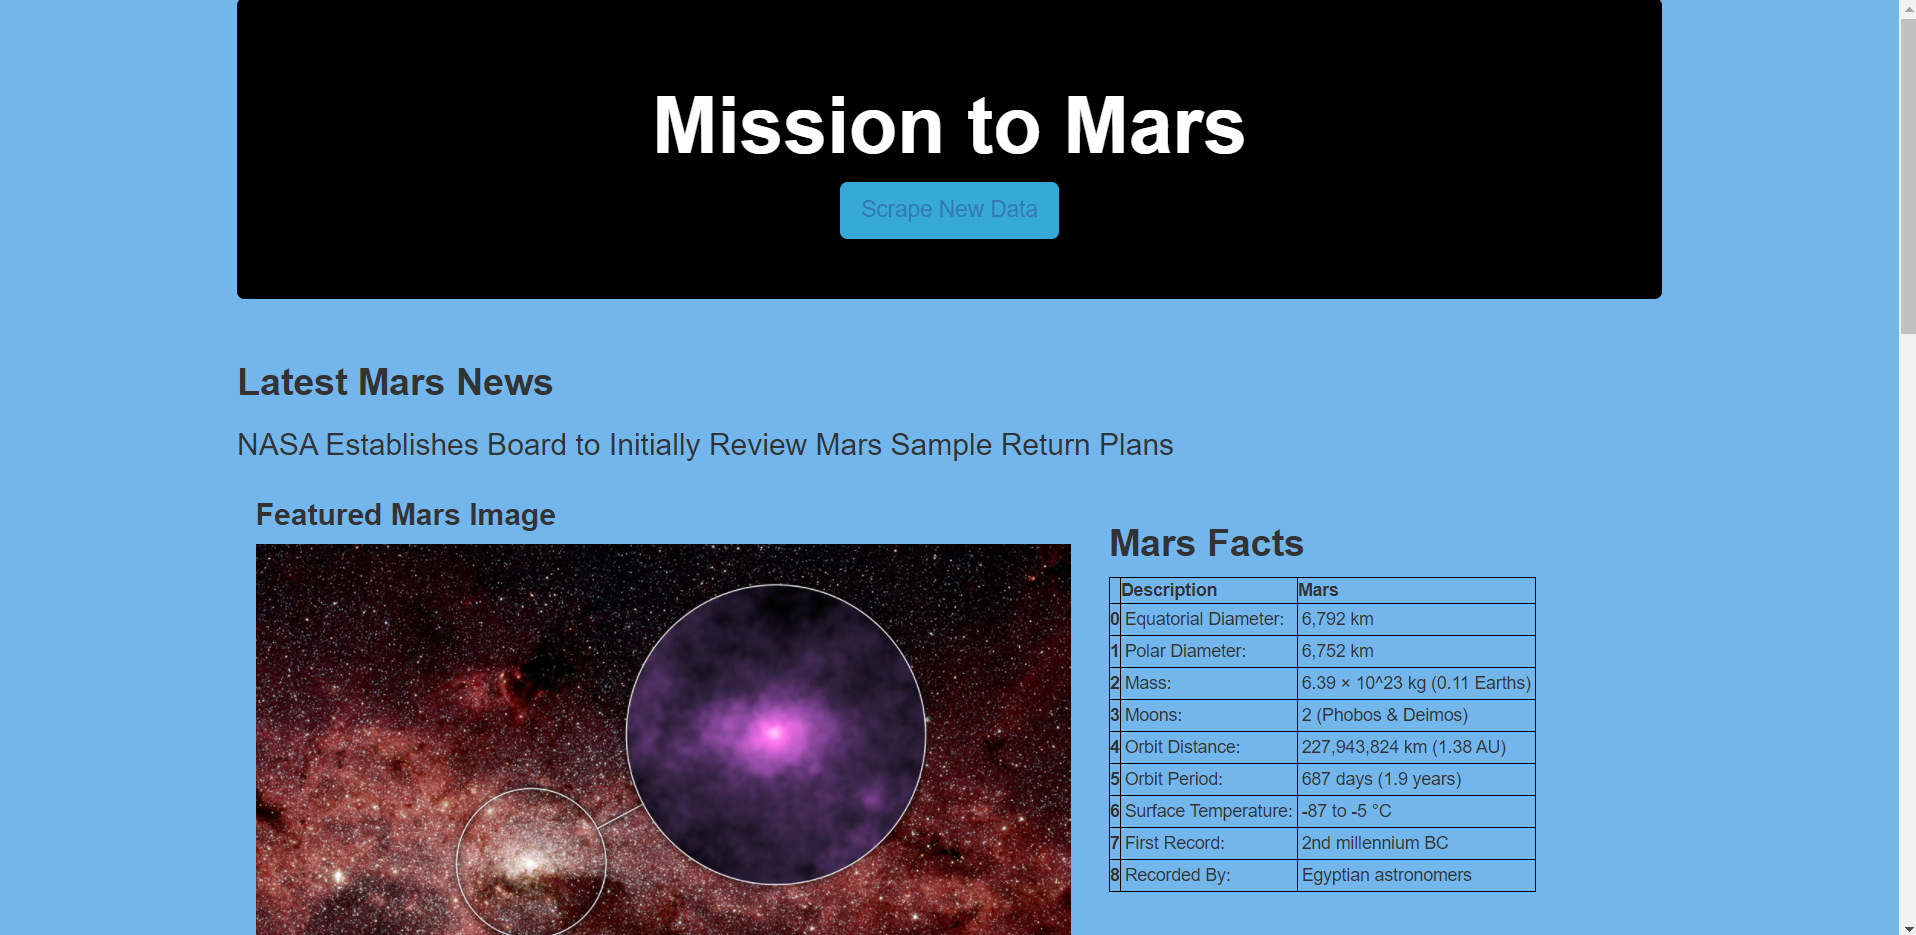 Mission to Mars
Scrape New Data
Latest Mars News
NASA Establishes Board to Initially Review Mars Sample Return Plans
Featured Mars Image
Mars Facts
Description Mars
0 Equatorial Diameter: 6,792 km
1 Polar Diameter: 6,752 km
2 Mass: 6.39 × 10^23 kg (0.11 Earths)
3 Moons: 2 (Phobos & Deimos)
4 Orbit Distance: 227,943,824 km (1.38 AU)
5 Orbit Period: 687 days (1.9 years)
6 Surface Temperature: -87 to -5 °C
7 First Record: 2nd millennium BC
8 Recorded By: Egyptian astronomers